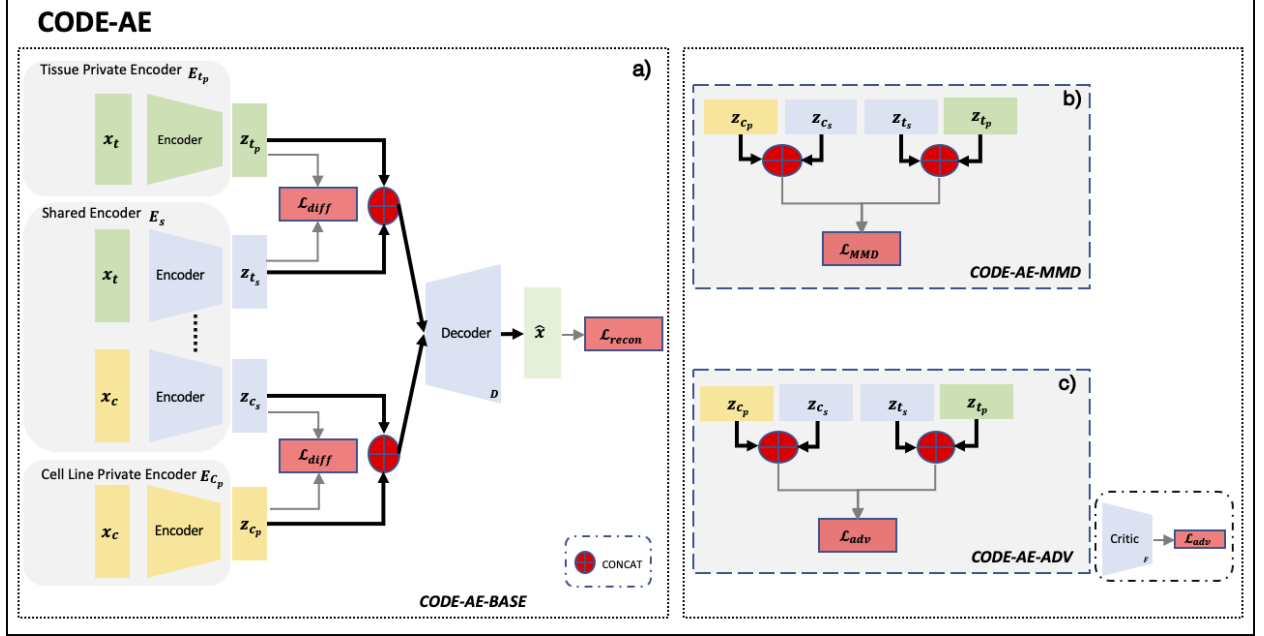 CODE-AE
a)
Tissue Private Encoder E_{t_p}
x_t
Encoder
z_{t_p}
ℒ_{diff}
Shared Encoder E_s
x_t
Encoder
z_{t_s}
x_c
Encoder
z_{c_s}
ℒ_{diff}
Cell Line Private Encoder E_{C_p}
x_c
Encoder
z_{c_p}
Decoder
D
x̂
ℒ_{recon}
CONCAT
CODE-AE-BASE
b)
z_{c_p}
z_{c_s}
z_{t_s}
z_{t_p}
ℒ_{MMD}
CODE-AE-MMD
c)
z_{c_p}
z_{c_s}
z_{t_s}
z_{t_p}
ℒ_{adv}
CODE-AE-ADV
Critic
F
ℒ_{adv}